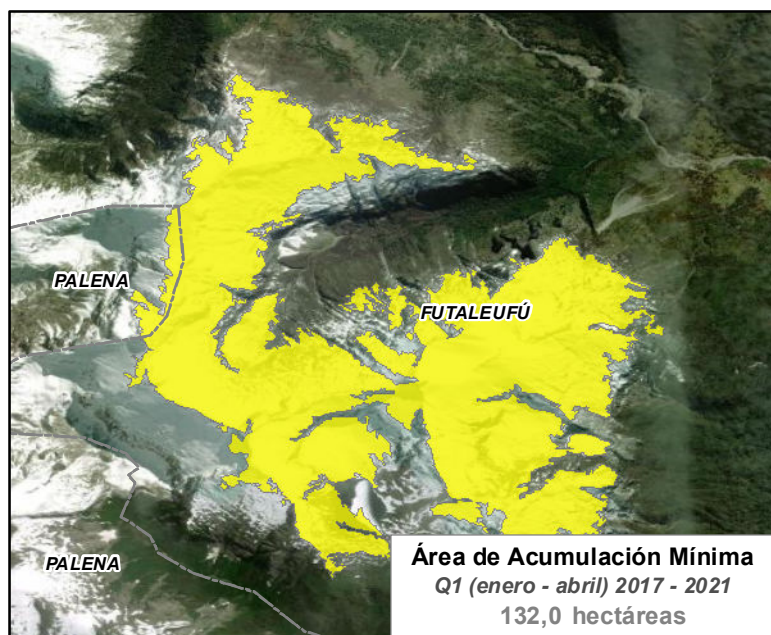 PALENA
FUTALEUFÚ
PALENA
Área de Acumulación Mínima
Q1 (enero - abril) 2017 - 2021
132,0 hectáreas